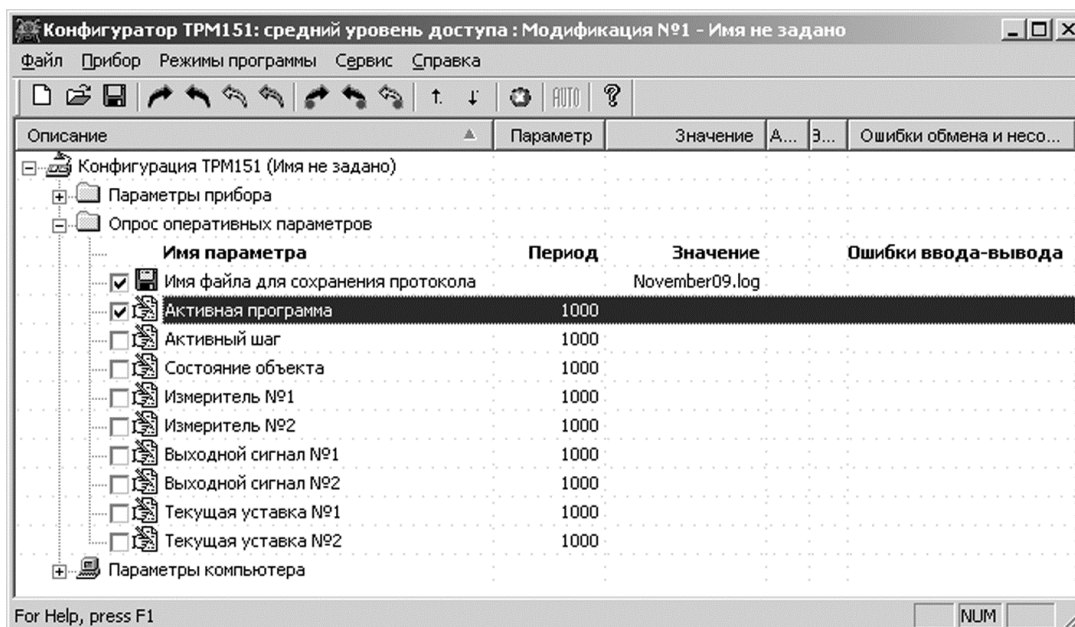 Конфигуратор ТРМ151: средний уровень доступа : Модификация №1 - Имя не задано
Файл Прибор Режимы программы Сервис Справка
AUTO
Описание Параметр Значение А... З... Ошибки обмена и несо...
Конфигурация ТРМ151 (Имя не задано)
Параметры прибора
Опрос оперативных параметров
Имя параметра Период Значение Ошибки ввода-вывода
Имя файла для сохранения протокола November09.log
Активная программа 1000
Активный шаг 1000
Состояние объекта 1000
Измеритель №1 1000
Измеритель №2 1000
Выходной сигнал №1 1000
Выходной сигнал №2 1000
Текущая уставка №1 1000
Текущая уставка №2 1000
Параметры компьютера
For Help, press F1 NUM